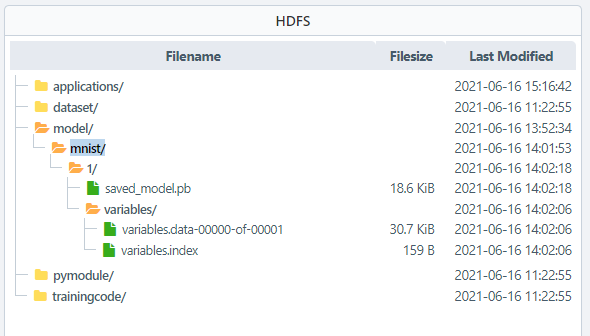 HDFS
Filename Filesize Last Modified
applications/ 2021-06-16 15:16:42
dataset/ 2021-06-16 11:22:55
model/ 2021-06-16 13:52:34
mnist/ 2021-06-16 14:01:53
1/ 2021-06-16 14:02:18
saved_model.pb 18.6 KiB 2021-06-16 14:02:18
variables/ 2021-06-16 14:02:06
variables.data-00000-of-00001 30.7 KiB 2021-06-16 14:02:06
variables.index 159 B 2021-06-16 14:02:06
pymodule/ 2021-06-16 11:22:55
trainingcode/ 2021-06-16 11:22:55